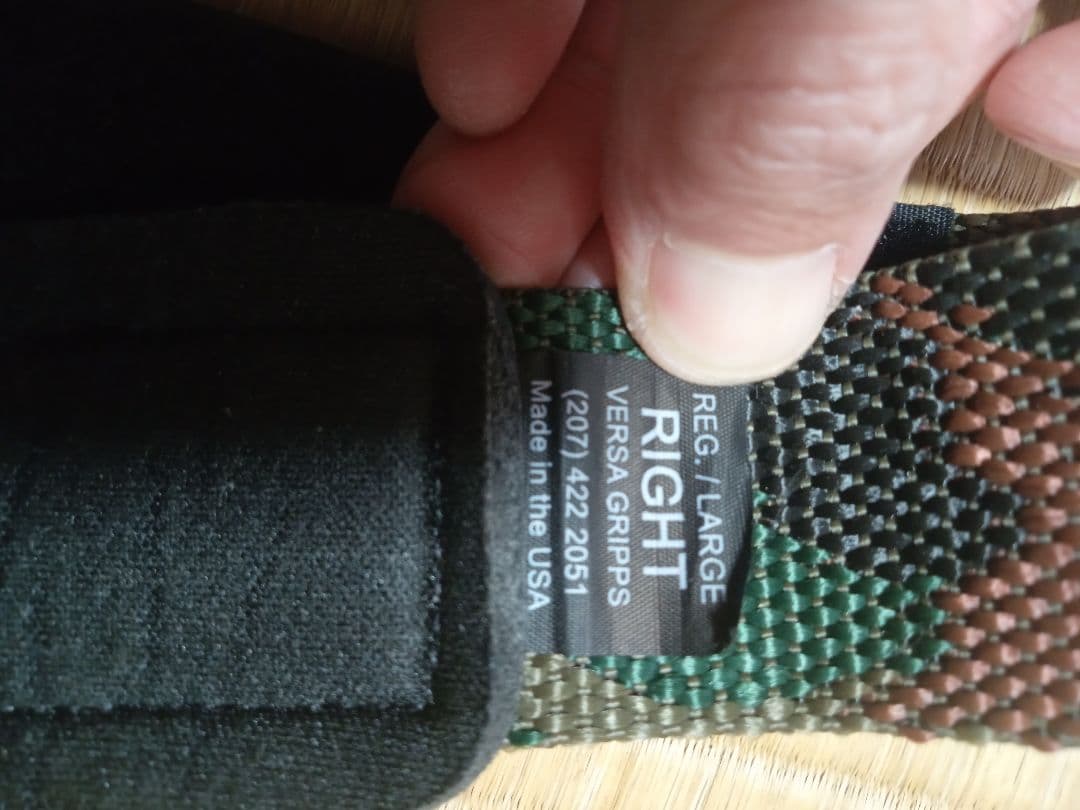 REG. / LARGE
RIGHT
VERSA GRIPPS
(207) 422 2051
Made in the USA